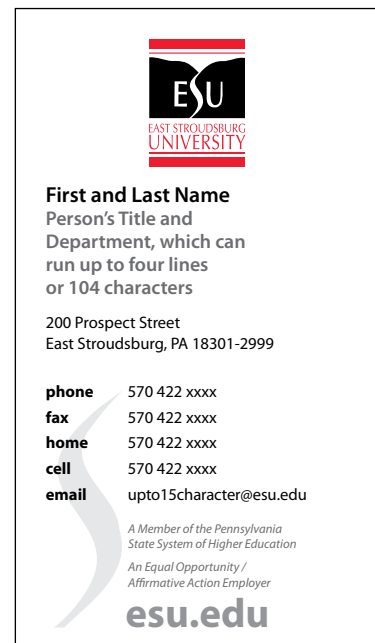 ESU
EAST STROUDSBURG
UNIVERSITY
First and Last Name
Person's Title and
Department, which can
run up to four lines
or 104 characters
200 Prospect Street
East Stroudsburg, PA 18301-2999
phone 570 422 xxxx
fax 570 422 xxxx
home 570 422 xxxx
cell 570 422 xxxx
email upto15character@esu.edu
A Member of the Pennsylvania
State System of Higher Education
An Equal Opportunity /
Affirmative Action Employer
esu.edu